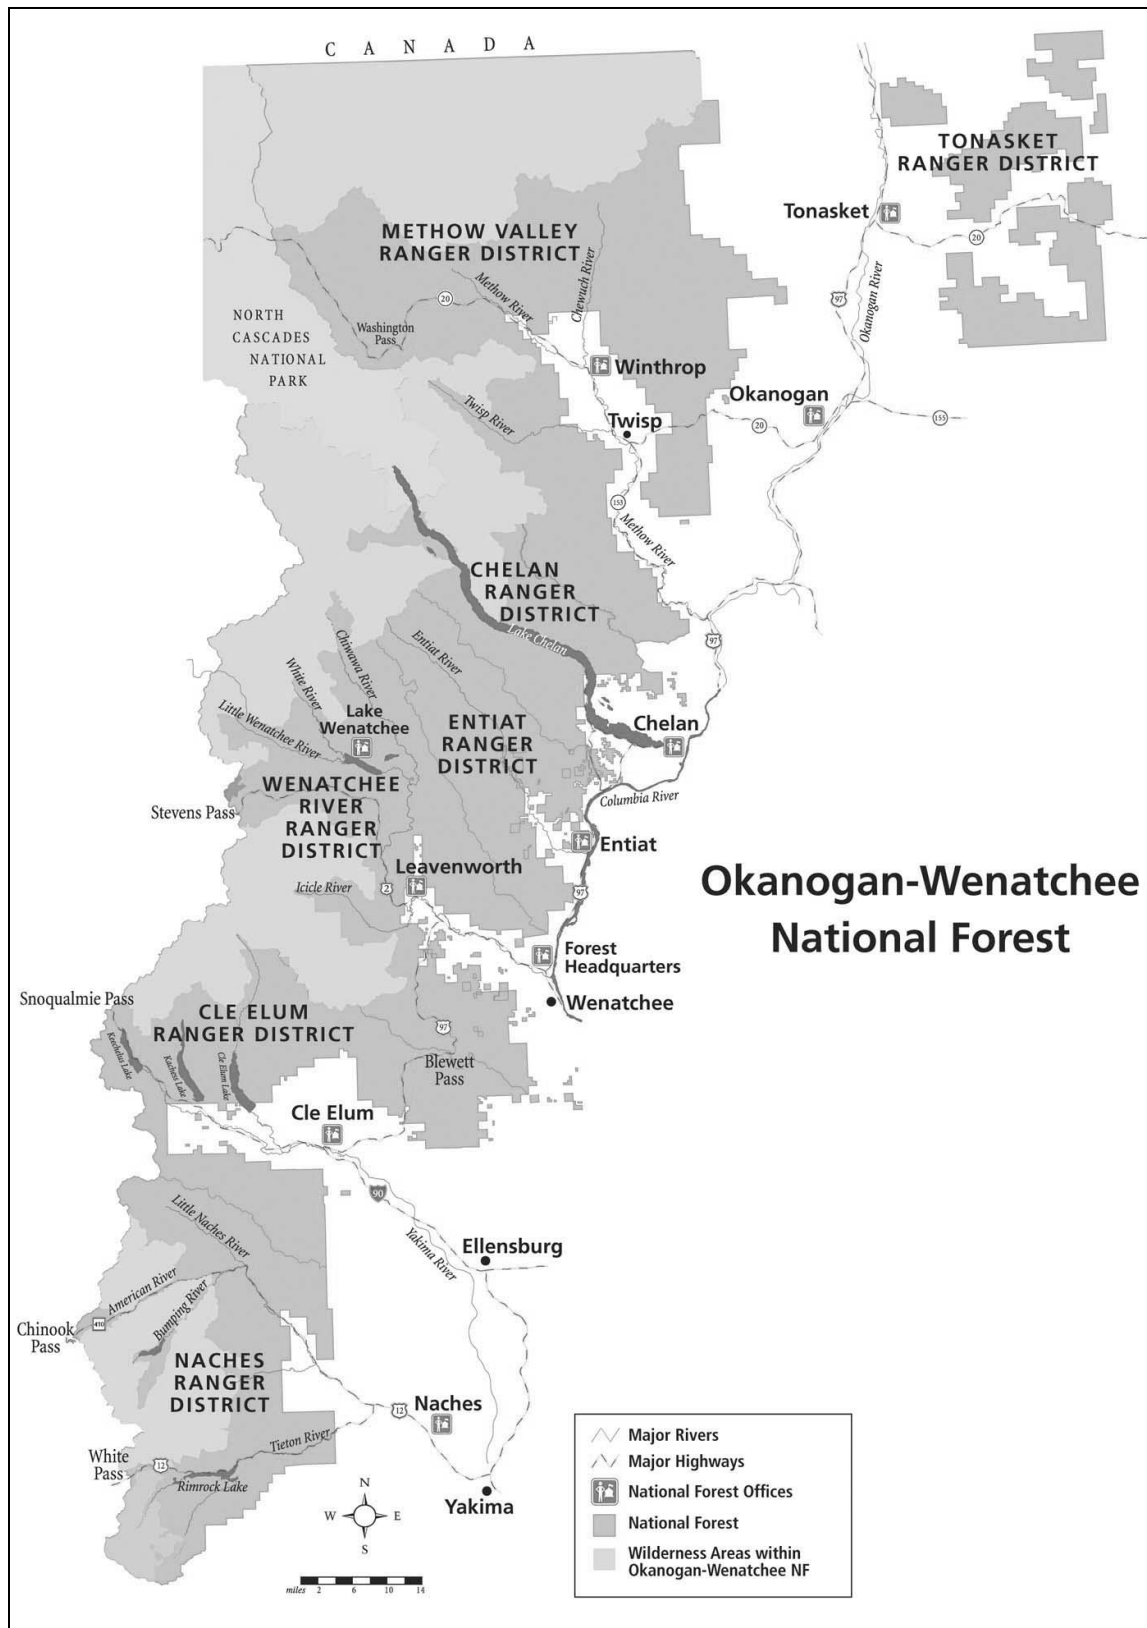 CANADA
TONASKET
RANGER DISTRICT
Tonasket
20
METHOW VALLEY
RANGER DISTRICT
Chewuch River
Methow River
20
97
Okanogan River
NORTH
CASCADES
NATIONAL
PARK
Washington
Pass
Winthrop
Okanogan
Twisp River
Twisp
20
155
153
Methow River
CHELAN
RANGER
DISTRICT
Lake Chelan
97
Entiat River
Chiwawa River
White River
Little Wenatchee River
Lake
Wenatchee
ENTIAT
RANGER
DISTRICT
Chelan
WENATCHEE
RIVER
RANGER
DISTRICT
Stevens Pass
Columbia River
Entiat
Leavenworth
Icicle River
2
97
Okanogan-Wenatchee
National Forest
Forest
Headquarters
Wenatchee
Snoqualmie Pass
CLE ELUM
RANGER DISTRICT
97
Keechelus Lake
Kachess Lake
Cle Elum Lake
Blewett
Pass
Cle Elum
90
Little Naches River
Yakima River
Ellensburg
American River
Bumping River
410
Chinook
Pass
NACHES
RANGER
DISTRICT
12
Naches
White
Pass
12
Tieton River
Rimrock Lake
Yakima
N
W E
S
miles 2 6 10 14
Major Rivers
Major Highways
National Forest Offices
National Forest
Wilderness Areas within
Okanogan-Wenatchee NF